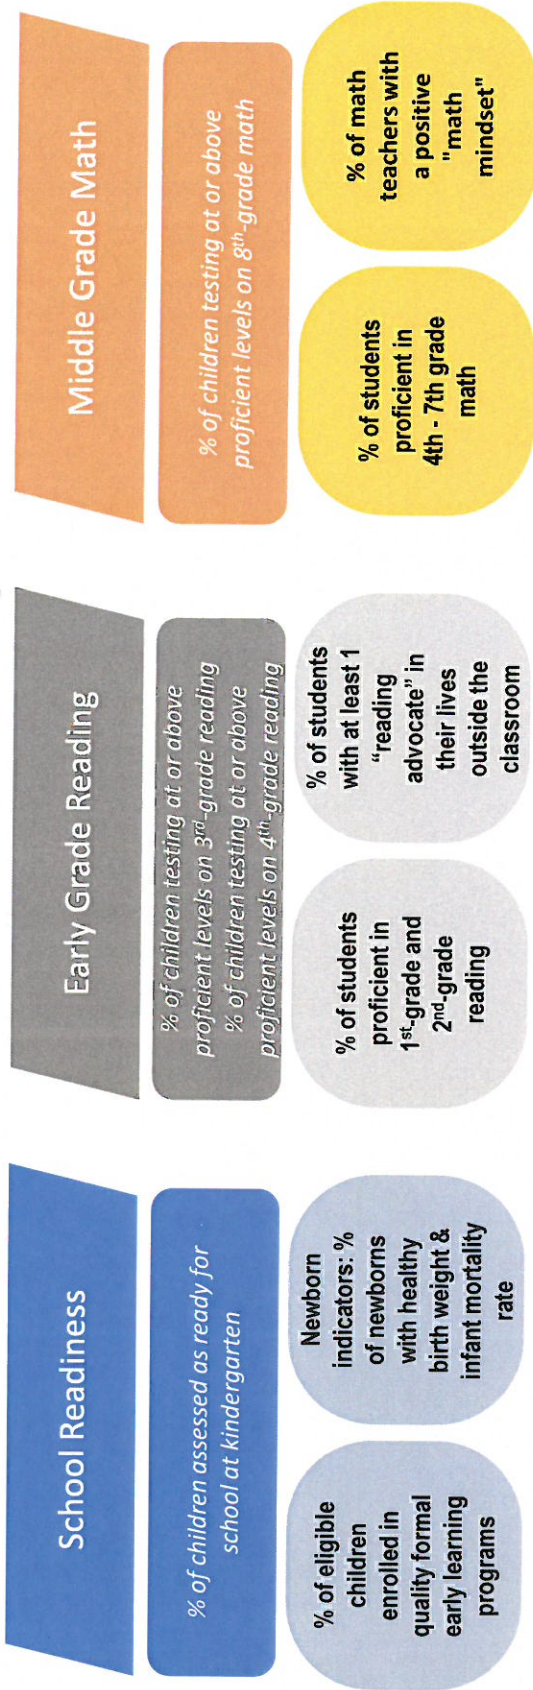 School Readiness
% of children assessed as ready for
school at kindergarten
% of eligible
children
enrolled in
quality formal
early learning
programs
Newborn
indicators: %
of newborns
with healthy
birth weight &
infant mortality
rate
Early Grade Reading
% of children testing at or above
proficient levels on 3rd-grade reading
% of children testing at or above
proficient levels on 4th-grade reading
% of students
proficient in
1st-grade and
2nd-grade
reading
% of students
with at least 1
“reading
advocate” in
their lives
outside the
classroom
Middle Grade Math
% of children testing at or above
proficient levels on 8th-grade math
% of students
proficient in
4th - 7th grade
math
% of math
teachers with
a positive
"math
mindset"